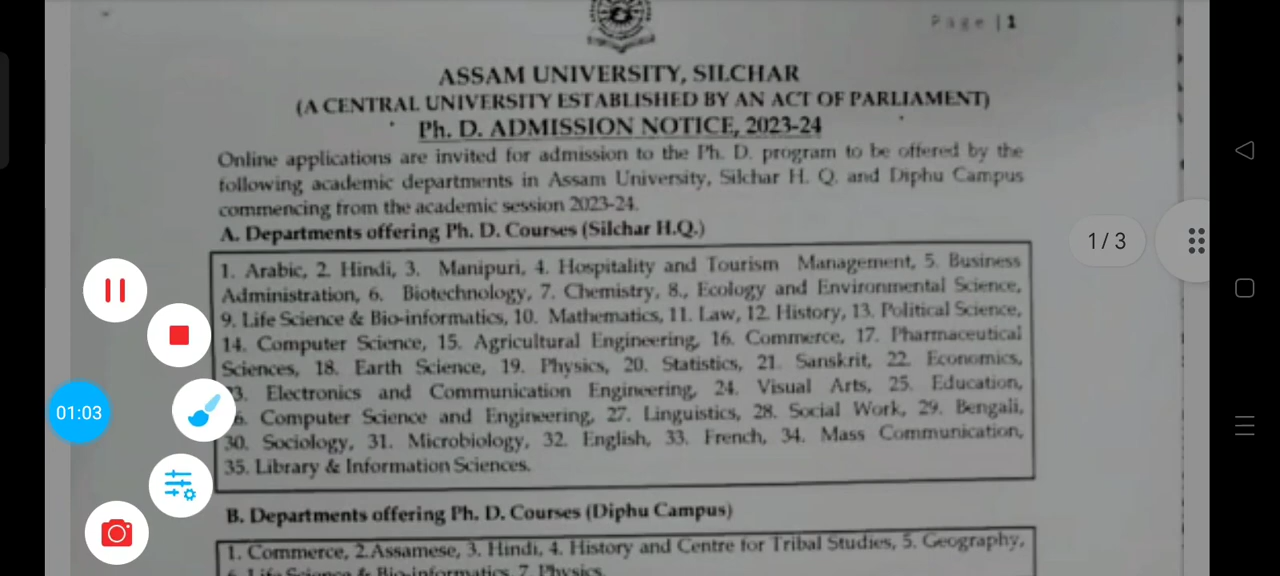 Page | 1
ASSAM UNIVERSITY, SILCHAR
(A CENTRAL UNIVERSITY ESTABLISHED BY AN ACT OF PARLIAMENT)
Ph. D. ADMISSION NOTICE, 2023-24
Online applications are invited for admission to the Ph. D. program to be offered by the
following academic departments in Assam University, Silchar H. Q. and Diphu Campus
commencing from the academic session 2023-24.
A. Departments offering Ph. D. Courses (Silchar H.Q.)
1 / 3
1. Arabic, 2. Hindi, 3. Manipuri, 4. Hospitality and Tourism Management, 5. Business
Administration, 6. Biotechnology, 7. Chemistry, 8., Ecology and Environmental Science,
9. Life Science & Bio-informatics, 10. Mathematics, 11. Law, 12. History, 13. Political Science,
14. Computer Science, 15. Agricultural Engineering, 16. Commerce, 17. Pharmaceutical
Sciences, 18. Earth Science, 19. Physics, 20. Statistics, 21. Sanskrit, 22. Economics,
3. Electronics and Communication Engineering, 24. Visual Arts, 25. Education,
01:03
6. Computer Science and Engineering, 27. Linguistics, 28. Social Work, 29. Bengali,
30. Sociology, 31. Microbiology, 32. English, 33. French, 34. Mass Communication,
35. Library & Information Sciences.
B. Departments offering Ph. D. Courses (Diphu Campus)
1. Commerce, 2.Assamese, 3. Hindi, 4. History and Centre for Tribal Studies, 5. Geography,
6. Life Science & Bio-informatics, 7. Physics